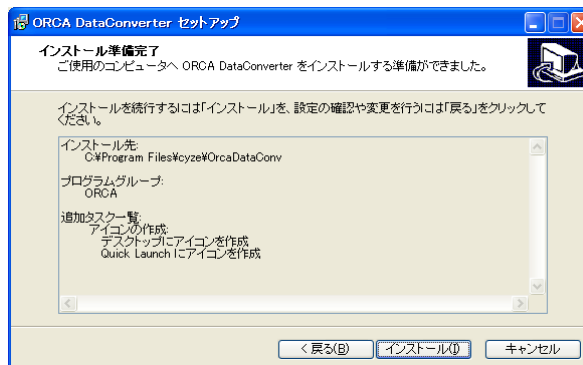 ORCA DataConverter セットアップ
インストール準備完了
ご使用のコンピュータへ ORCA DataConverter をインストールする準備ができました。
インストールを続行するには「インストール」を、設定の確認や変更を行うには「戻る」をクリックして
ください。
インストール先:
C:¥Program Files¥cyze¥OrcaDataConv
プログラムグループ:
ORCA
追加タスク一覧:
アイコンの作成:
デスクトップにアイコンを作成
Quick Launch にアイコンを作成
< 戻る(B)
インストール(I)
キャンセル